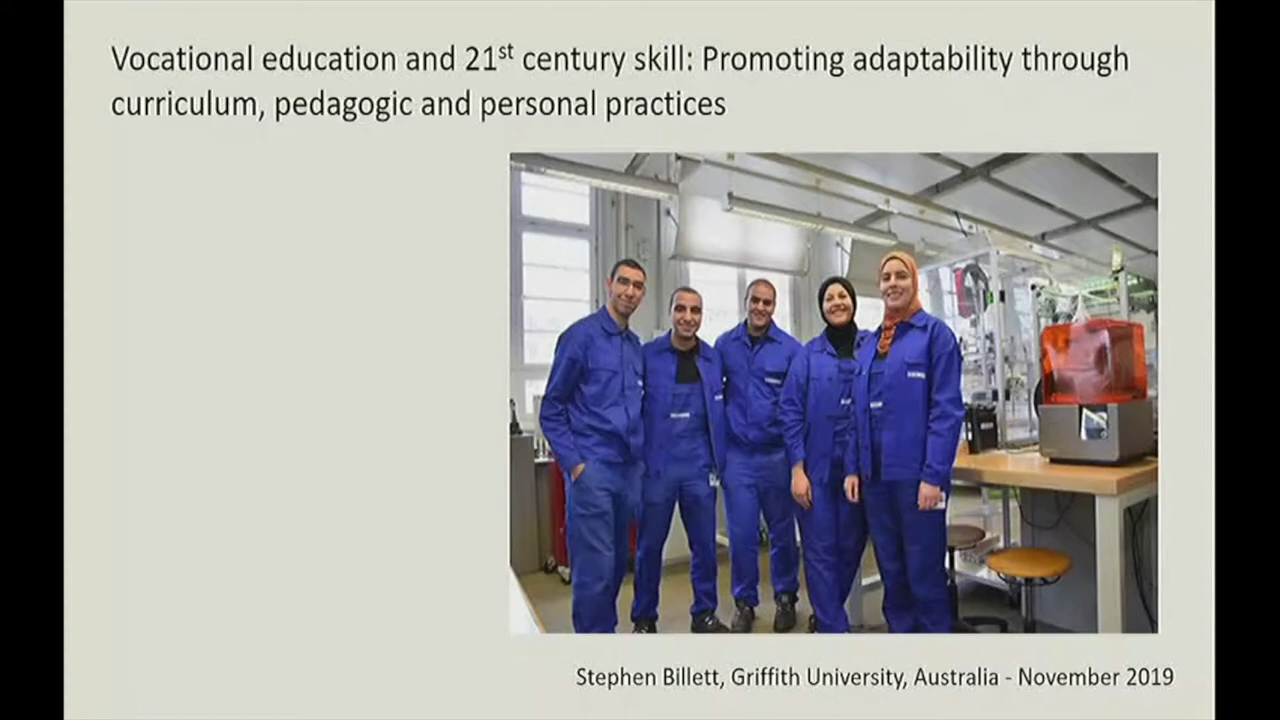 Vocational education and 21st century skill: Promoting adaptability through
curriculum, pedagogic and personal practices
Stephen Billett, Griffith University, Australia - November 2019